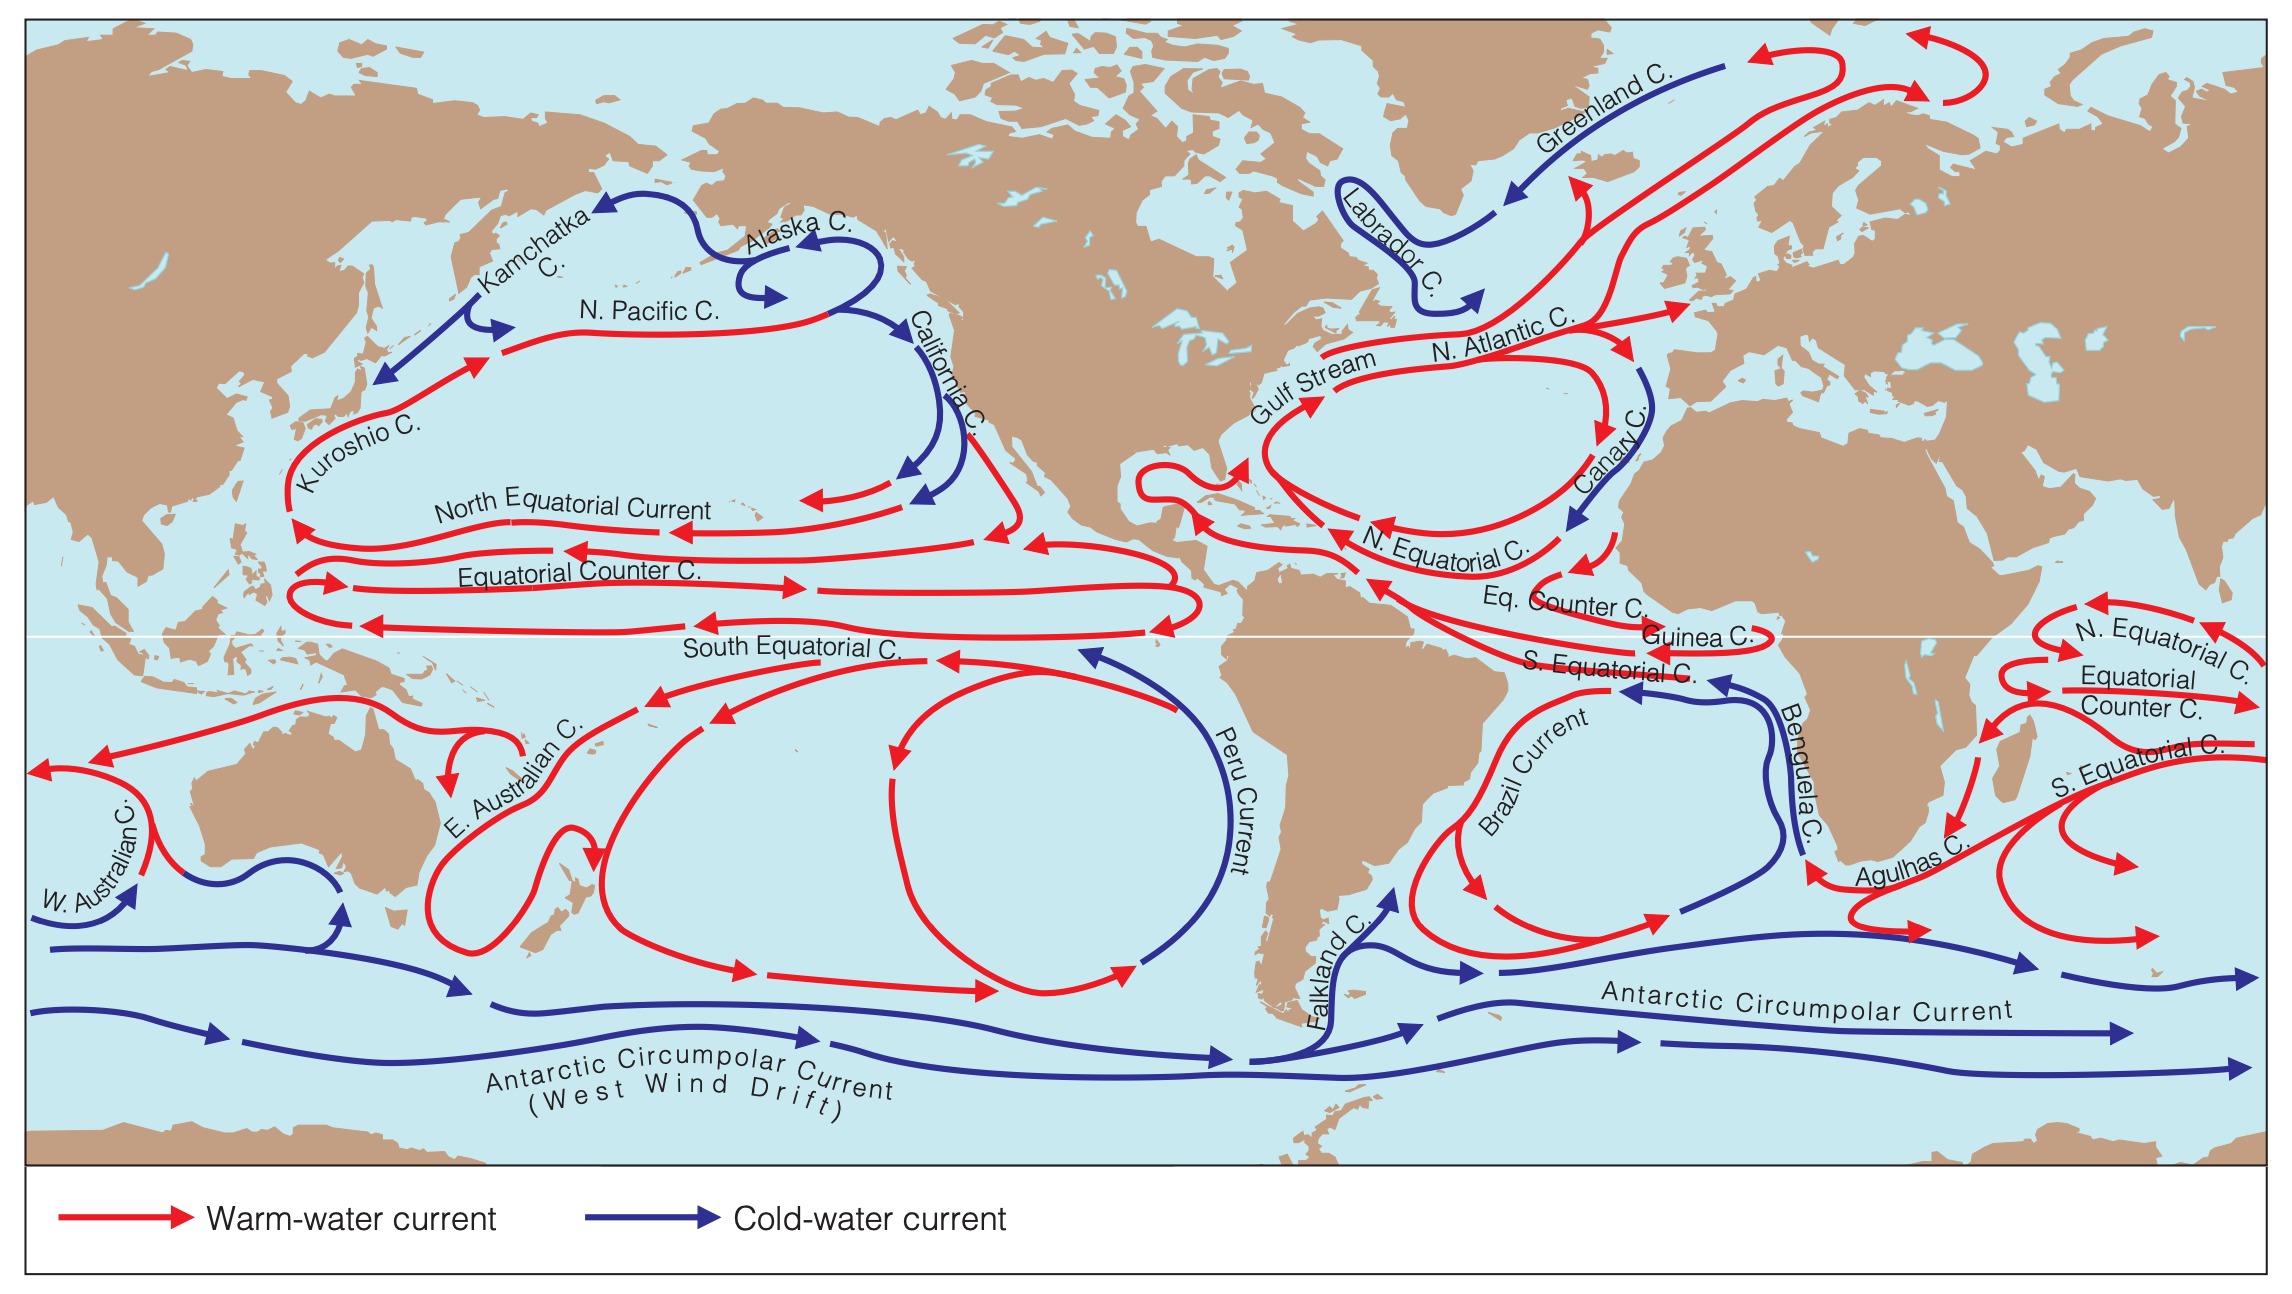 Greenland C.
Labrador C.
Kamchatka
C.
Alaska C.
N. Pacific C.
California C.
N. Atlantic C.
Gulf Stream
Kuroshio C.
Canary C.
North Equatorial Current
N. Equatorial C.
Equatorial Counter C.
Eq. Counter C.
Guinea C.
South Equatorial C.
S. Equatorial C.
N. Equatorial C.
Equatorial
Counter C.
S. Equatorial C.
E. Australian C.
Peru Current
Brazil Current
Benguela C.
W. Australian C.
Agulhas C.
Falkland C.
Antarctic Circumpolar Current
Antarctic Circumpolar Current
(West Wind Drift)
Warm-water current
Cold-water current